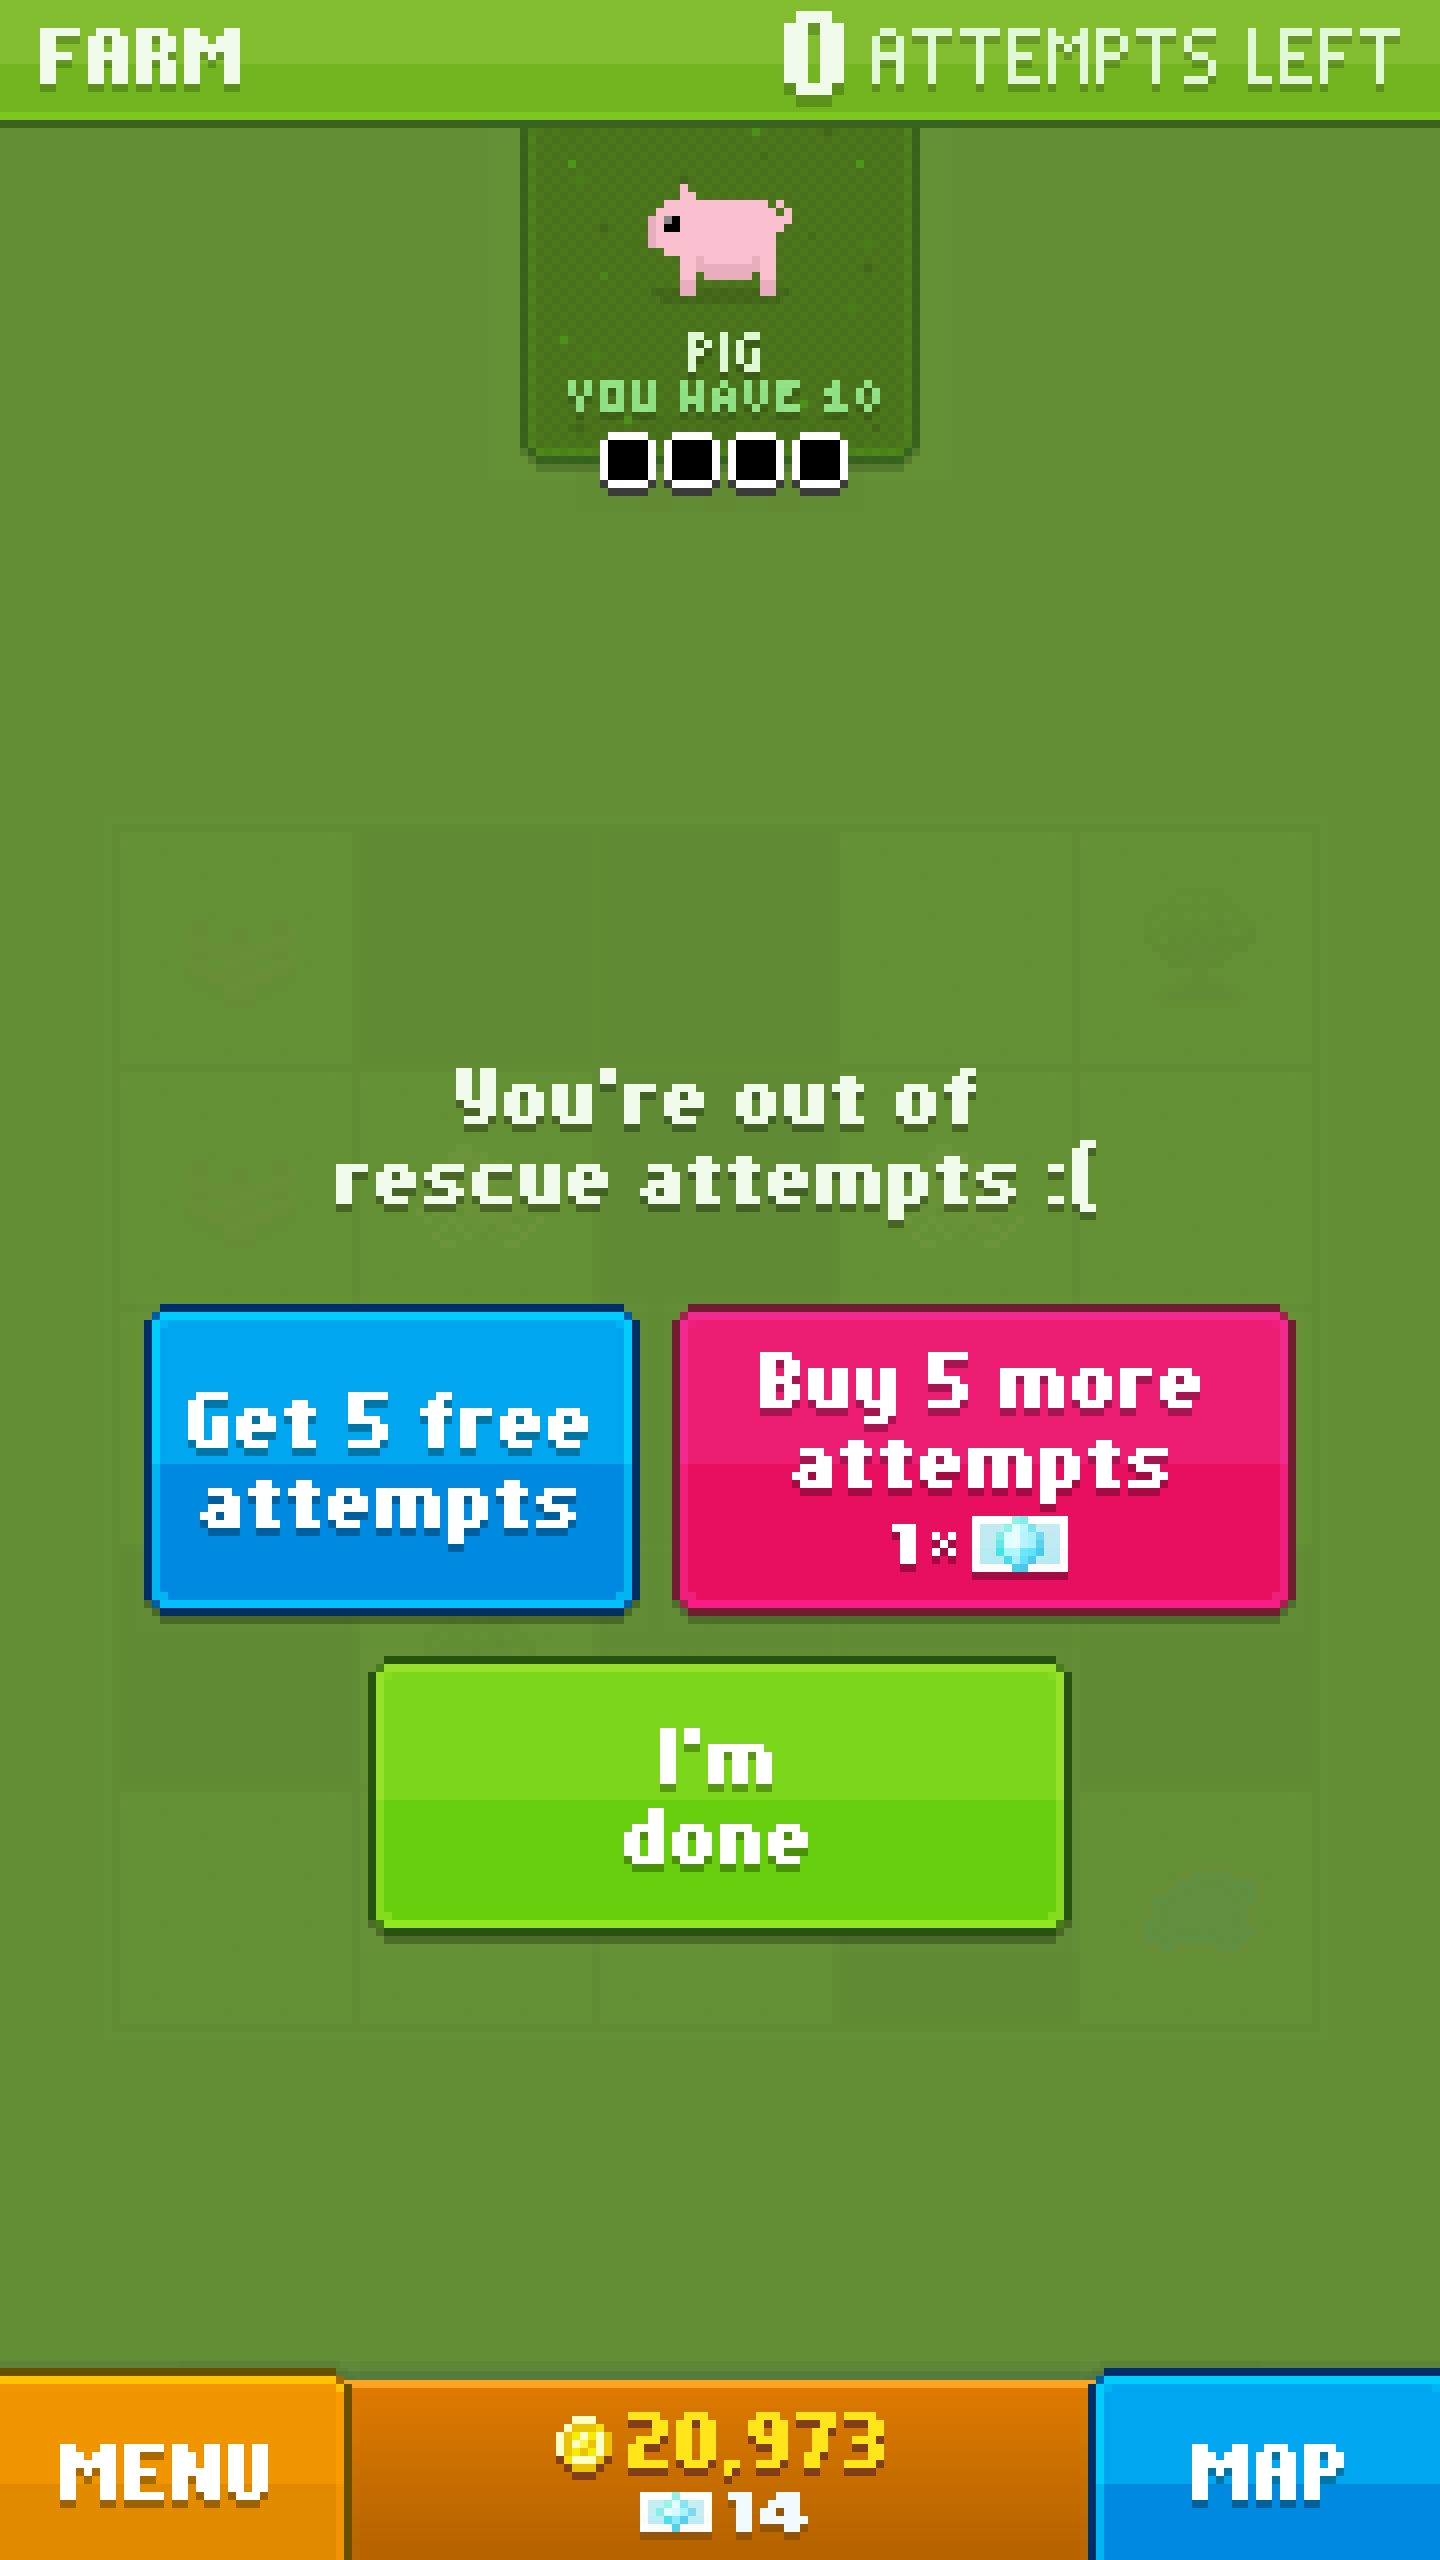 FARM
0 ATTEMPTS LEFT
PIG
YOU HAVE 10
You're out of
rescue attempts :(
Get 5 free
attempts
Buy 5 more
attempts
1×
I'm
done
MENU
20,973
14
MAP